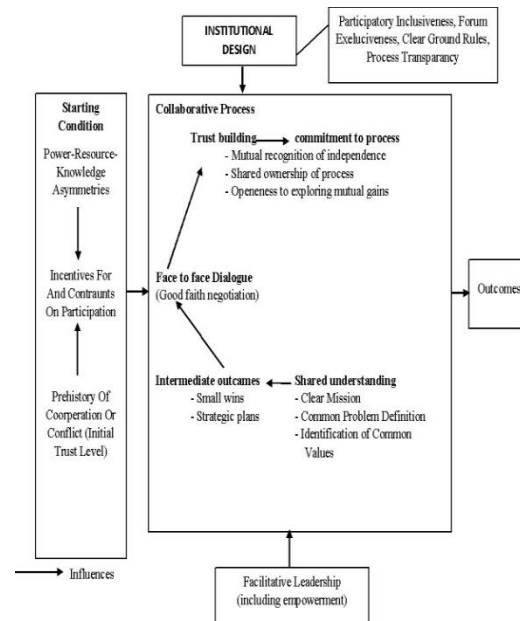 INSTITUTIONAL
DESIGN
Participatory Inclusiveness, Forum
Exeluciveness, Clear Ground Rules,
Process Transparancy
Starting
Condition
Power-Resource-
Knowledge
Asymmetries
Incentives For
And Contraunts
On Participation
Prehistory Of
Coorperation Or
Conflict (Initial
Trust Level)
Collaborative Process
Trust building
commitment to process
- Mutual recognition of independence
- Shared ownership of process
- Openeness to exploring mutual gains
Face to face Dialogue
(Good faith negotiation)
Intermediate outcomes
- Small wins
- Strategic plans
Shared understanding
- Clear Mission
- Common Problem Definition
- Identification of Common
Values
Outcomes
Influences
Facilitative Leadership
(including empowerment)